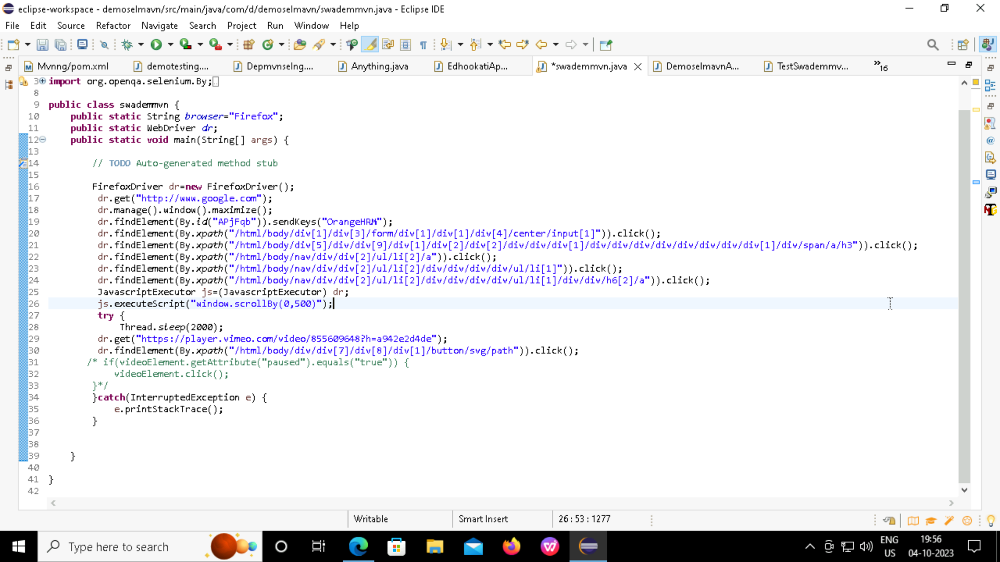 eclipse-workspace - demoselmavn/src/main/java/com/d/demoselmavn/swademmvn.java - Eclipse IDE
File Edit Source Refactor Navigate Search Project Run Window Help
Mvnng/pom.xml demotesting.... Depmvnselng.... Anything.java EdhookatiAp... *swademmvn.java DemoselmavnA... TestSwademmv... »16
3 import org.openqa.selenium.By;
8
9 public class swademmvn {
10 public static String browser="Firefox";
11 public static WebDriver dr;
12 public static void main(String[] args) {
13
14 // TODO Auto-generated method stub
15
16 FirefoxDriver dr=new FirefoxDriver();
17 dr.get("http://www.google.com");
18 dr.manage().window().maximize();
19 dr.findElement(By.id("APjFqb")).sendKeys("OrangeHRM");
20 dr.findElement(By.xpath("/html/body/div[1]/div[3]/form/div[1]/div[1]/div[4]/center/input[1]")).click();
21 dr.findElement(By.xpath("/html/body/div[5]/div/div[9]/div[1]/div[2]/div[2]/div/div/div[1]/div/div/div/div/div/div/div/div[1]/div/span/a/h3")).click();
22 dr.findElement(By.xpath("/html/body/nav/div/div[2]/ul/li[2]/a")).click();
23 dr.findElement(By.xpath("/html/body/nav/div/div[2]/ul/li[2]/div/div/div/div/ul/li[1]")).click();
24 dr.findElement(By.xpath("/html/body/nav/div/div[2]/ul/li[2]/div/div/div/div/ul/li[1]/div/div/h6[2]/a")).click();
25 JavascriptExecutor js=(JavascriptExecutor) dr;
26 js.executeScript("window.scrollBy(0,500)");
27 try {
28 Thread.sleep(2000);
29 dr.get("https://player.vimeo.com/video/855609648?h=a942e2d4de");
30 dr.findElement(By.xpath("/html/body/div/div[7]/div[8]/div[1]/button/svg/path")).click();
31 /* if(videoElement.getAttribute("paused").equals("true")) {
32 videoElement.click();
33 }*/
34 }catch(InterruptedException e) {
35 e.printStackTrace();
36 }
37
38
39 }
40
41 }
42
Writable Smart Insert 26 : 53 : 1277
Type here to search
ENG
US
19:56
04-10-2023